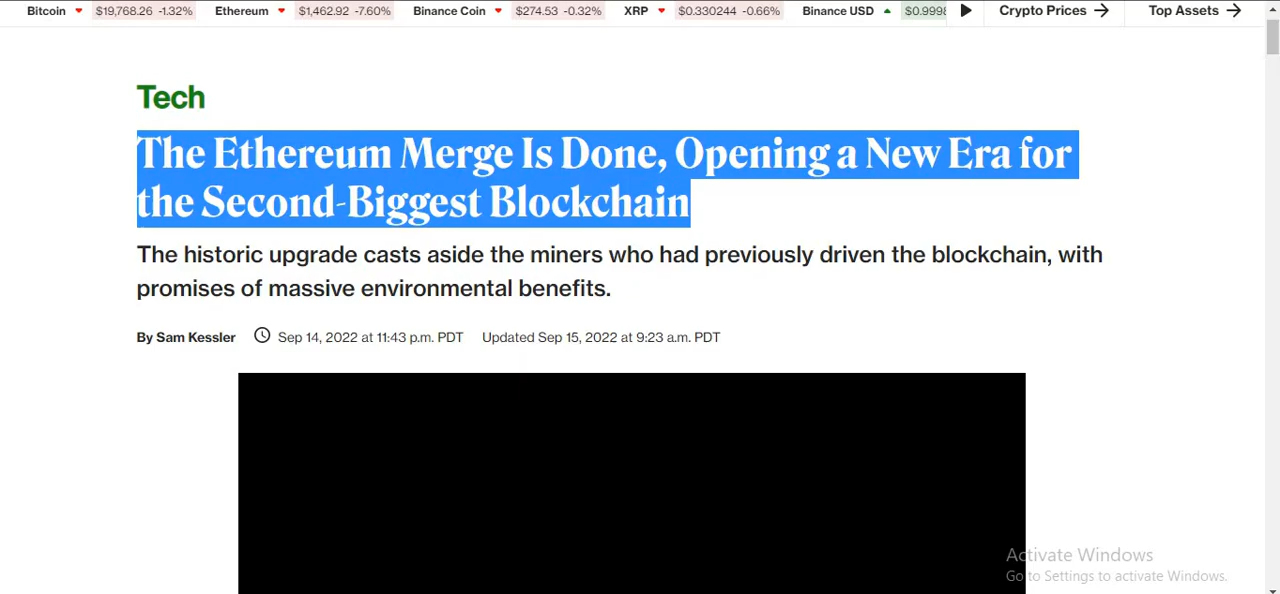 Bitcoin $19,768.26 -1.32% Ethereum $1,462.92 -7.60% Binance Coin $274.53 -0.32% XRP $0.330244 -0.66% Binance USD Crypto Prices → Top Assets →
Tech
The Ethereum Merge Is Done, Opening a New Era for
the Second-Biggest Blockchain
The historic upgrade casts aside the miners who had previously driven the blockchain, with
promises of massive environmental benefits.
By Sam Kessler Sep 14, 2022 at 11:43 p.m. PDT Updated Sep 15, 2022 at 9:23 a.m. PDT
Activate Windows
Go to Settings to activate Windows.